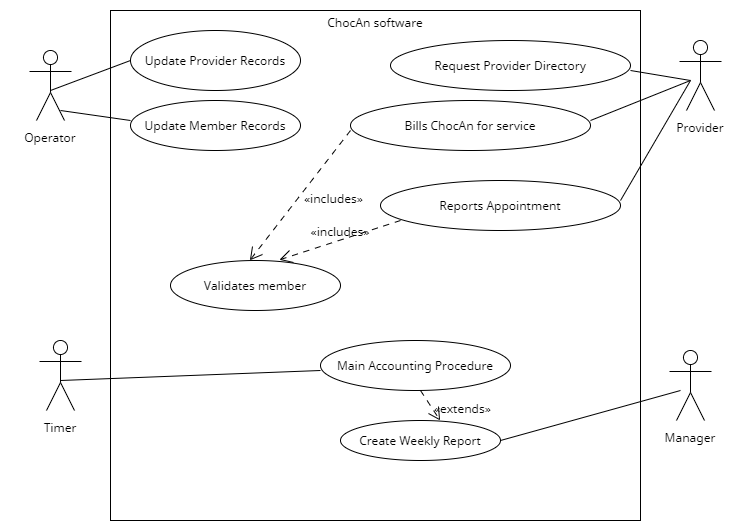 ChocAn software
Update Provider Records
Request Provider Directory
Update Member Records
Bills ChocAn for service
Operator
Provider
«includes»
Reports Appointment
«includes»
Validates member
Main Accounting Procedure
«extends»
Timer
Create Weekly Report
Manager